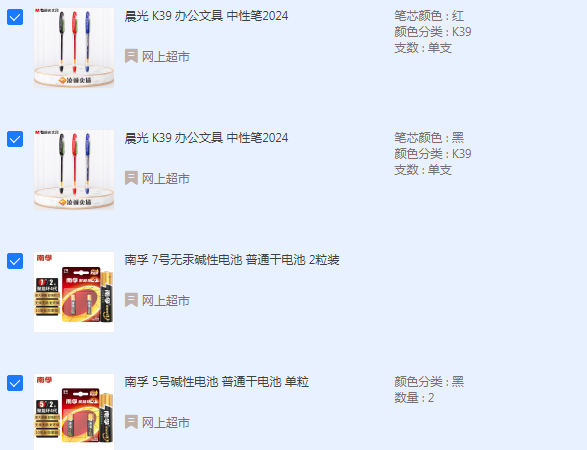 晨光 K39 办公文具 中性笔2024
网上超市
笔芯颜色 : 红
颜色分类 : K39
支数 : 单支
晨光 K39 办公文具 中性笔2024
网上超市
笔芯颜色 : 黑
颜色分类 : K39
支数 : 单支
南孚
南孚 7号无汞碱性电池 普通干电池 2粒装
网上超市
南孚
南孚 5号碱性电池 普通干电池 单粒
网上超市
颜色分类 : 黑
数量 : 2